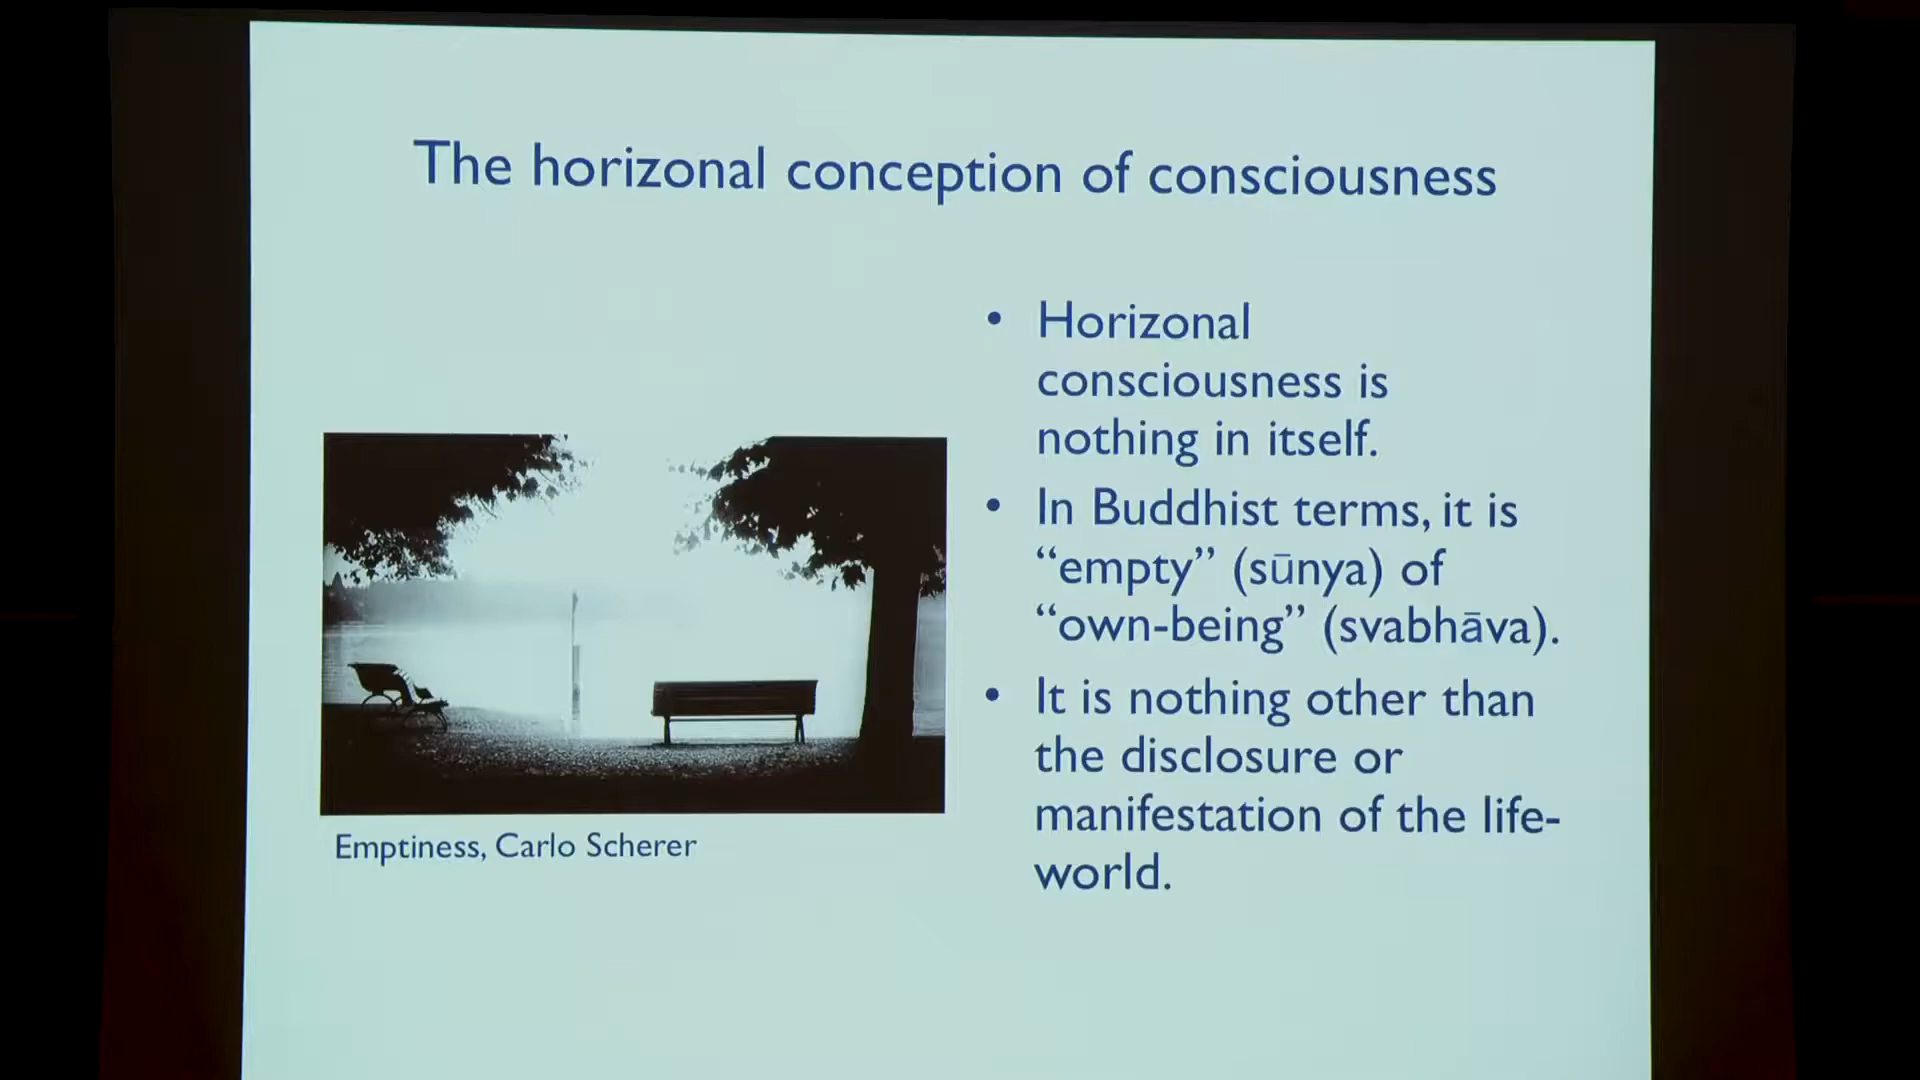 The horizonal conception of consciousness
• Horizonal
consciousness is
nothing in itself.
• In Buddhist terms, it is
“empty” (sūnya) of
“own-being” (svabhāva).
• It is nothing other than
the disclosure or
manifestation of the life-
world.
Emptiness, Carlo Scherer